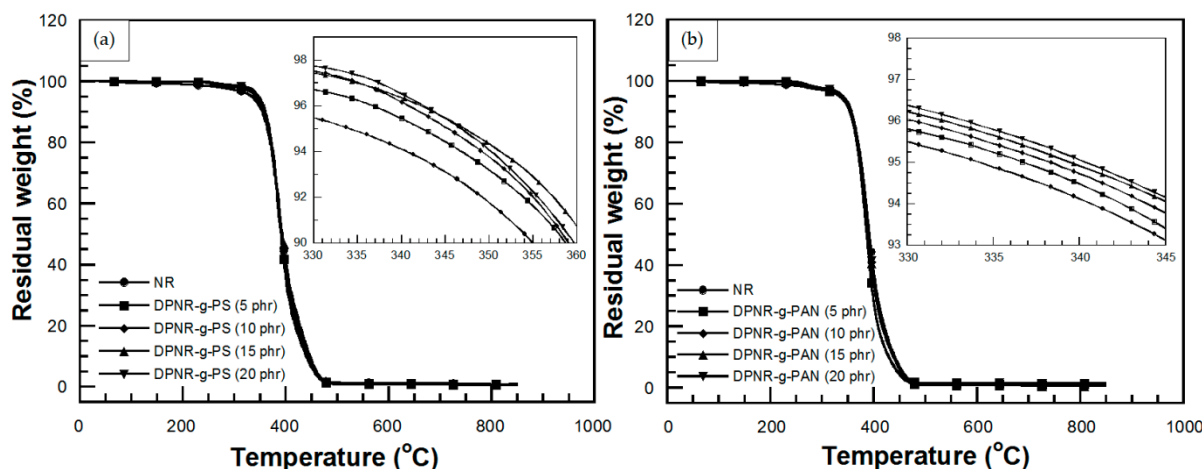 (a)
Residual weight (%)
120
100
80
60
40
20
0
98
97
96
95
94
93
92
91
90
330 335 340 345 350 355 360
NR
DPNR-g-PS (5 phr)
DPNR-g-PS (10 phr)
DPNR-g-PS (15 phr)
DPNR-g-PS (20 phr)
0 200 400 600 800 1000
Temperature (°C)
(b)
Residual weight (%)
120
100
80
60
40
20
0
98
97
96
95
94
93
330 335 340 345
NR
DPNR-g-PAN (5 phr)
DPNR-g-PAN (10 phr)
DPNR-g-PAN (15 phr)
DPNR-g-PAN (20 phr)
0 200 400 600 800 1000
Temperature (°C)